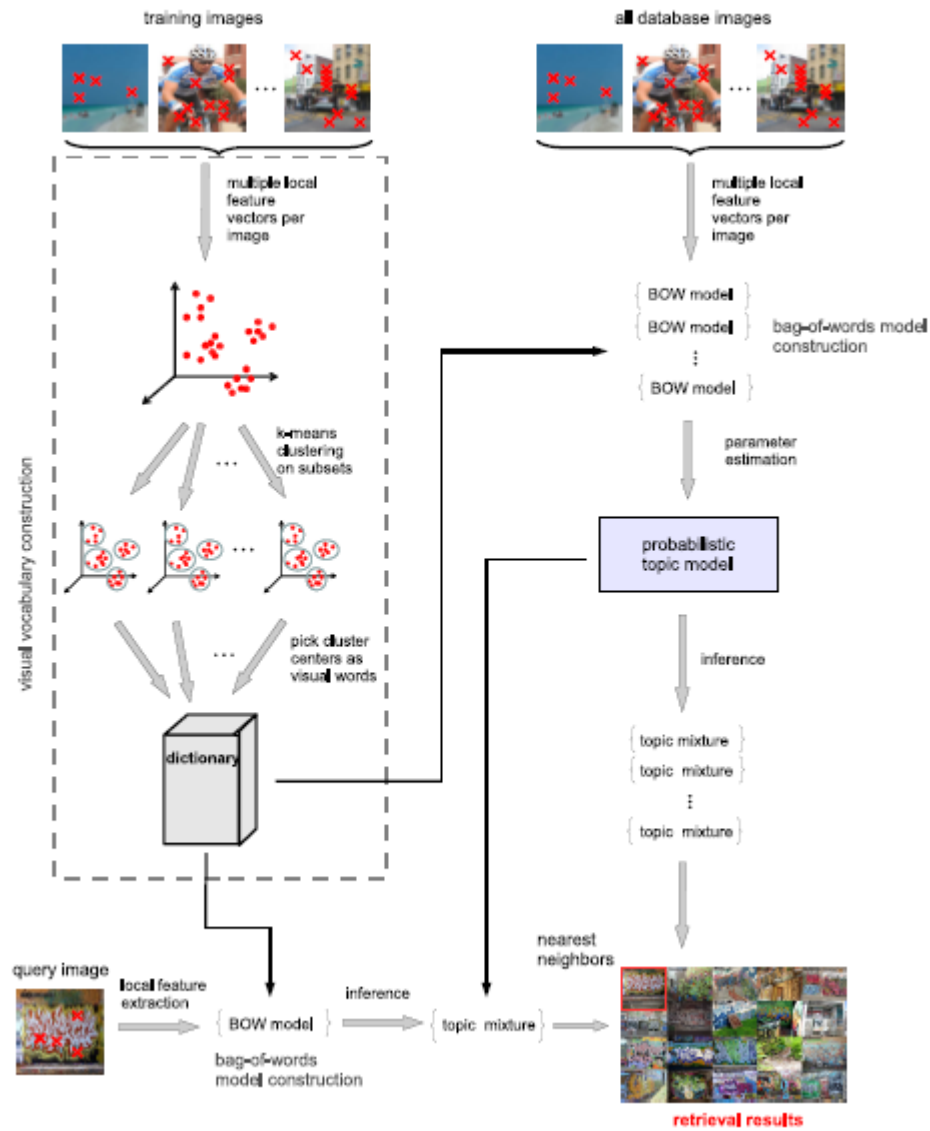 training images
all database images
multiple local
feature
vectors per
image
multiple local
feature
vectors per
image
BOW model
BOW model
⋮
BOW model
bag-of-words model
construction
k-means
clustering
on subsets
...
parameter
estimation
visual vocabulary construction
...
probabilistic
topic model
pick cluster
centers as
visual words
...
inference
dictionary
{ topic mixture }
{ topic mixture }
⋮
{ topic mixture }
nearest
neighbors
query image
local feature
extraction
{ BOW model }
inference
{ topic mixture }
bag-of-words
model construction
retrieval results